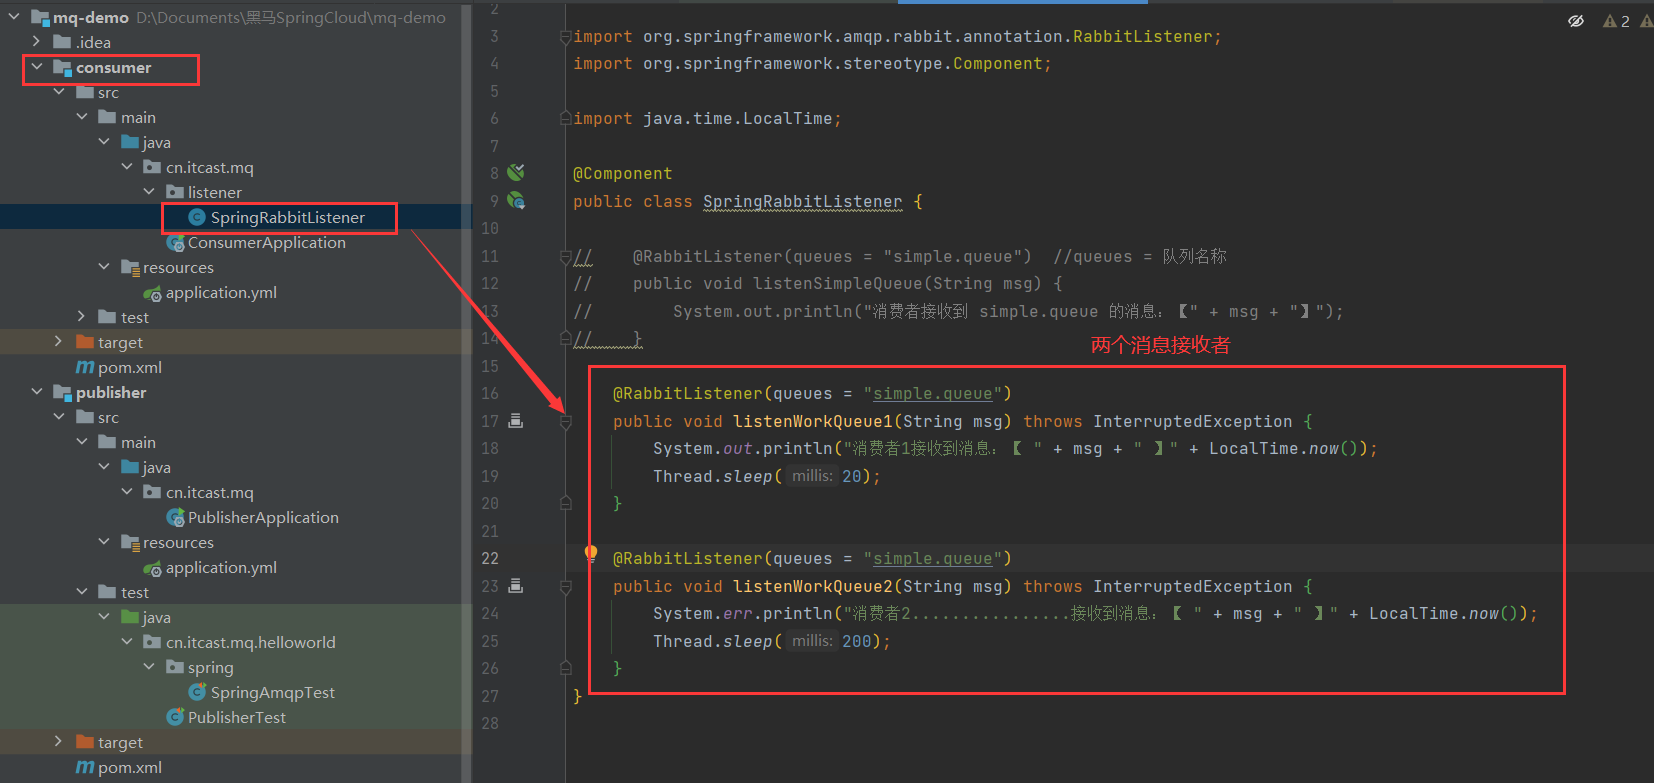 mq-demo D:\Documents\黑马SpringCloud\mq-demo
.idea
consumer
src
main
java
cn.itcast.mq
listener
SpringRabbitListener
ConsumerApplication
resources
application.yml
test
target
pom.xml
publisher
src
main
java
cn.itcast.mq
PublisherApplication
resources
application.yml
test
java
cn.itcast.mq.helloworld
spring
SpringAmqpTest
PublisherTest
target
pom.xml
2
2
3 import org.springframework.amqp.rabbit.annotation.RabbitListener;
4 import org.springframework.stereotype.Component;
5
6 import java.time.LocalTime;
7
8 @Component
9 public class SpringRabbitListener {
10
11 // @RabbitListener(queues = "simple.queue") //queues = 队列名称
12 // public void listenSimpleQueue(String msg) {
13 // System.out.println("消费者接收到 simple.queue 的消息:【" + msg + "】");
14 // }
两个消息接收者
15
16 @RabbitListener(queues = "simple.queue")
17 public void listenWorkQueue1(String msg) throws InterruptedException {
18 System.out.println("消费者1接收到消息:【 " + msg + " 】" + LocalTime.now());
19 Thread.sleep( millis: 20);
20 }
21
22 @RabbitListener(queues = "simple.queue")
23 public void listenWorkQueue2(String msg) throws InterruptedException {
24 System.err.println("消费者2................接收到消息:【 " + msg + " 】" + LocalTime.now());
25 Thread.sleep( millis: 200);
26 }
27 }
28